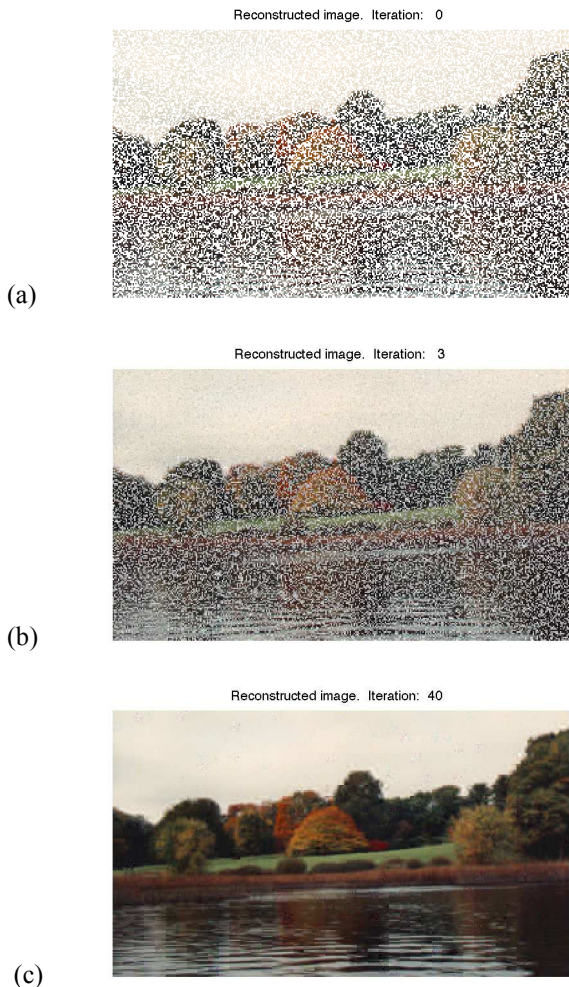 Reconstructed image. Iteration: 0
(a)
Reconstructed image. Iteration: 3
(b)
Reconstructed image. Iteration: 40
(c)